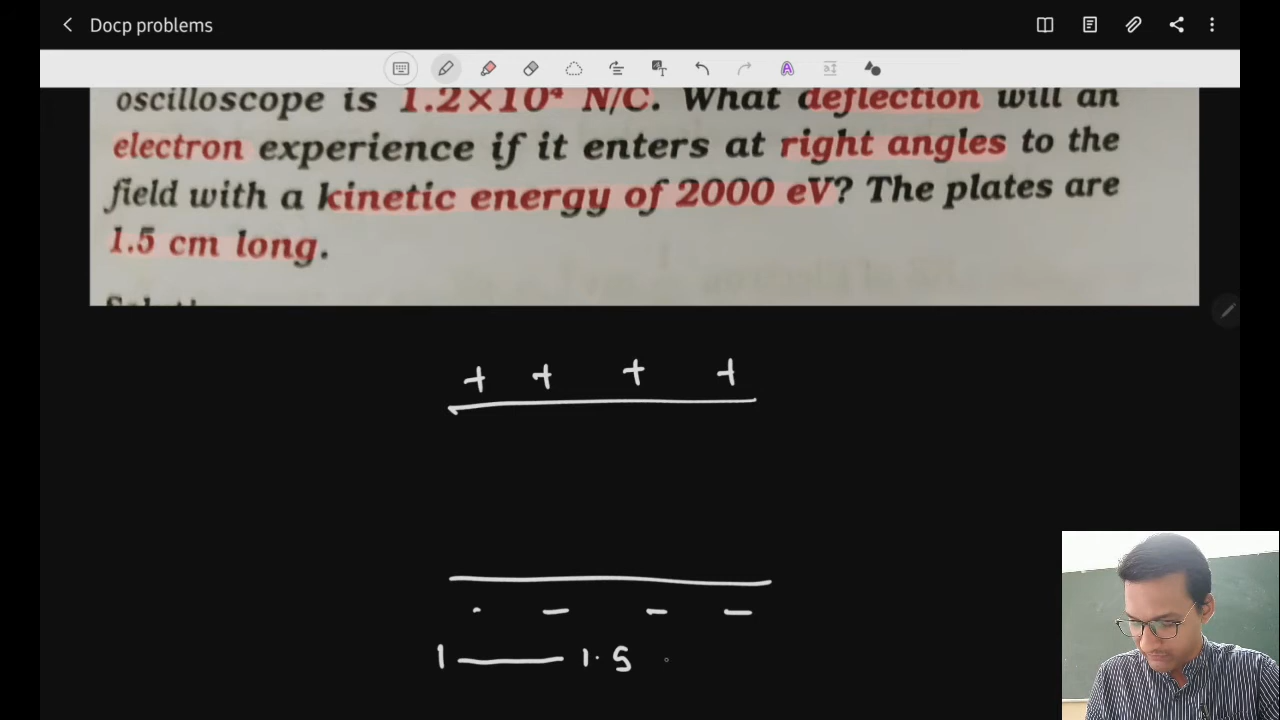 Docp problems
oscilloscope is 1.2×10⁴ N/C. What deflection will an
electron experience if it enters at right angles to the
field with a kinetic energy of 2000 eV? The plates are
1.5 cm long.
+ + + +
- - - -
1.5